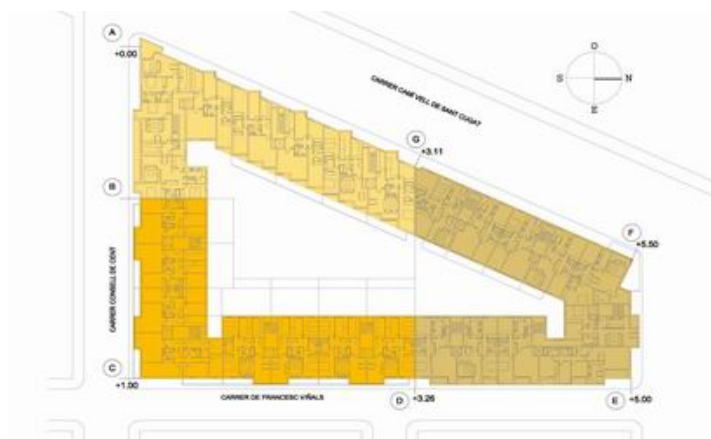 A
+0.00
O
S
N
E
CARRER CAMI VELL DE SANT CUGAT
G
+3.11
B
F
+5.50
CARRER CONSELL DE CENT
C
+1.00
CARRER DE FRANCESC VIÑALS
D
+3.26
E
+5.00